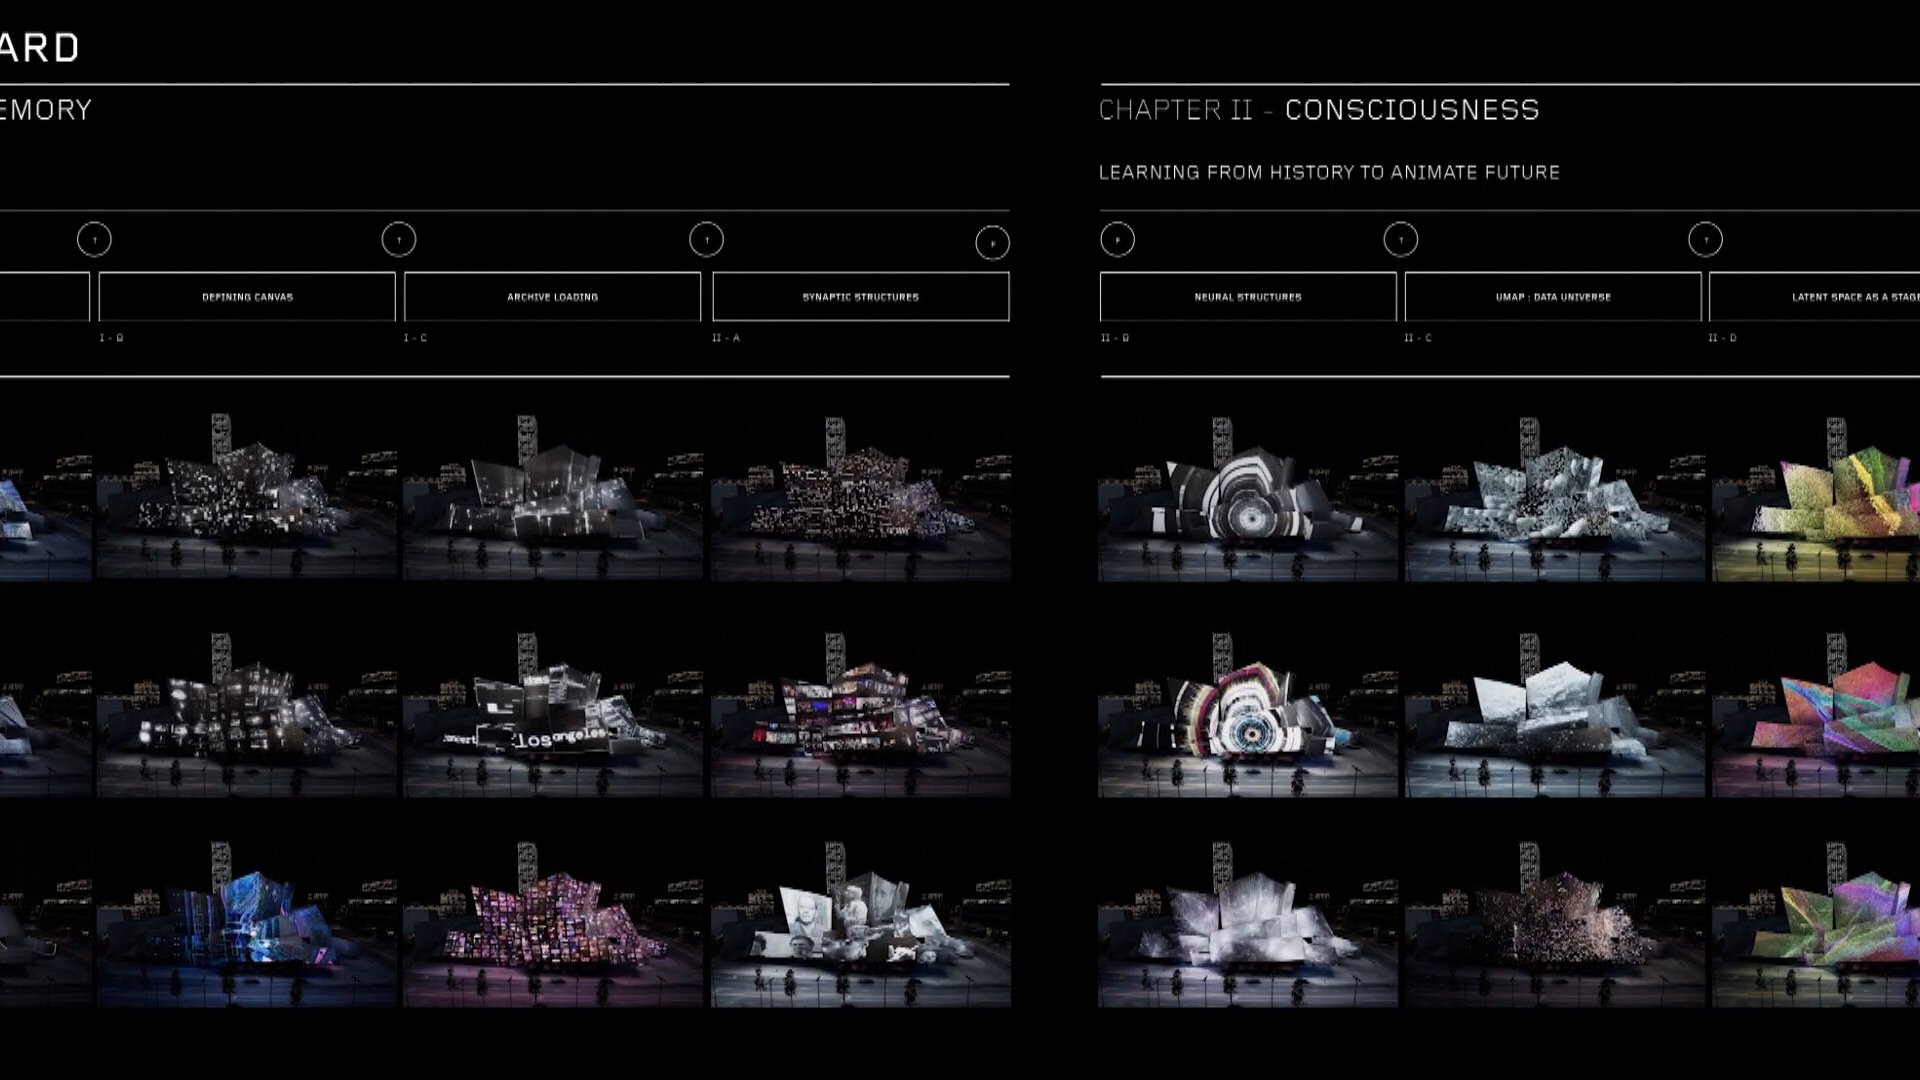 ARD
EMORY
CHAPTER II - CONSCIOUSNESS
LEARNING FROM HISTORY TO ANIMATE FUTURE
T T T F F T T
DEFINING CANVAS
ARCHIVE LOADING
SYNAPTIC STRUCTURES
NEURAL STRUCTURES
UMAP : DATA UNIVERSE
LATENT SPACE AS A STAGE
I - B
I - C
II - A
II - B
II - C
II - D
concert
Los angeles